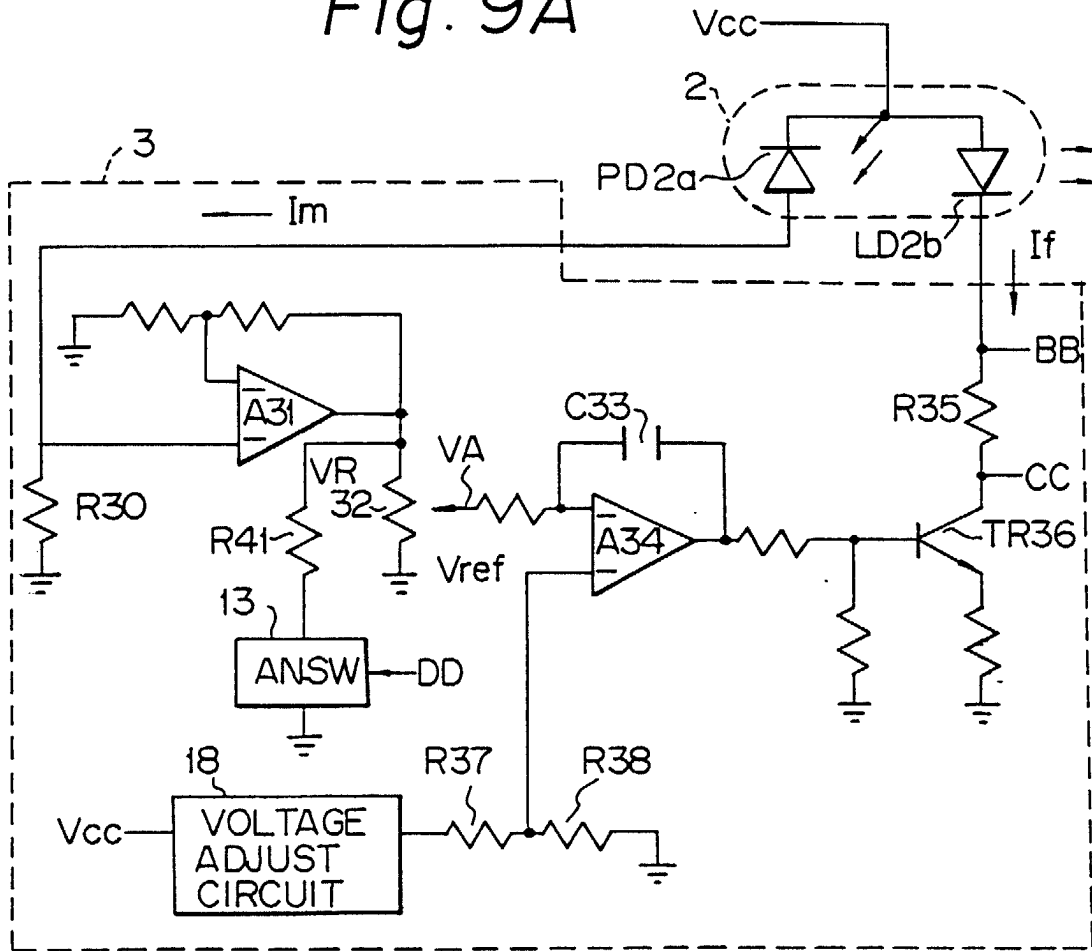 Fig. 9A
Vcc
2
3
PD2a
Im
LD2b
If
BB
A31
C33
R35
VR
VA
CC
32
R30
R41
A34
TR36
Vref
13
ANSW
DD
18
R37
R38
Vcc
VOLTAGE
ADJUST
CIRCUIT